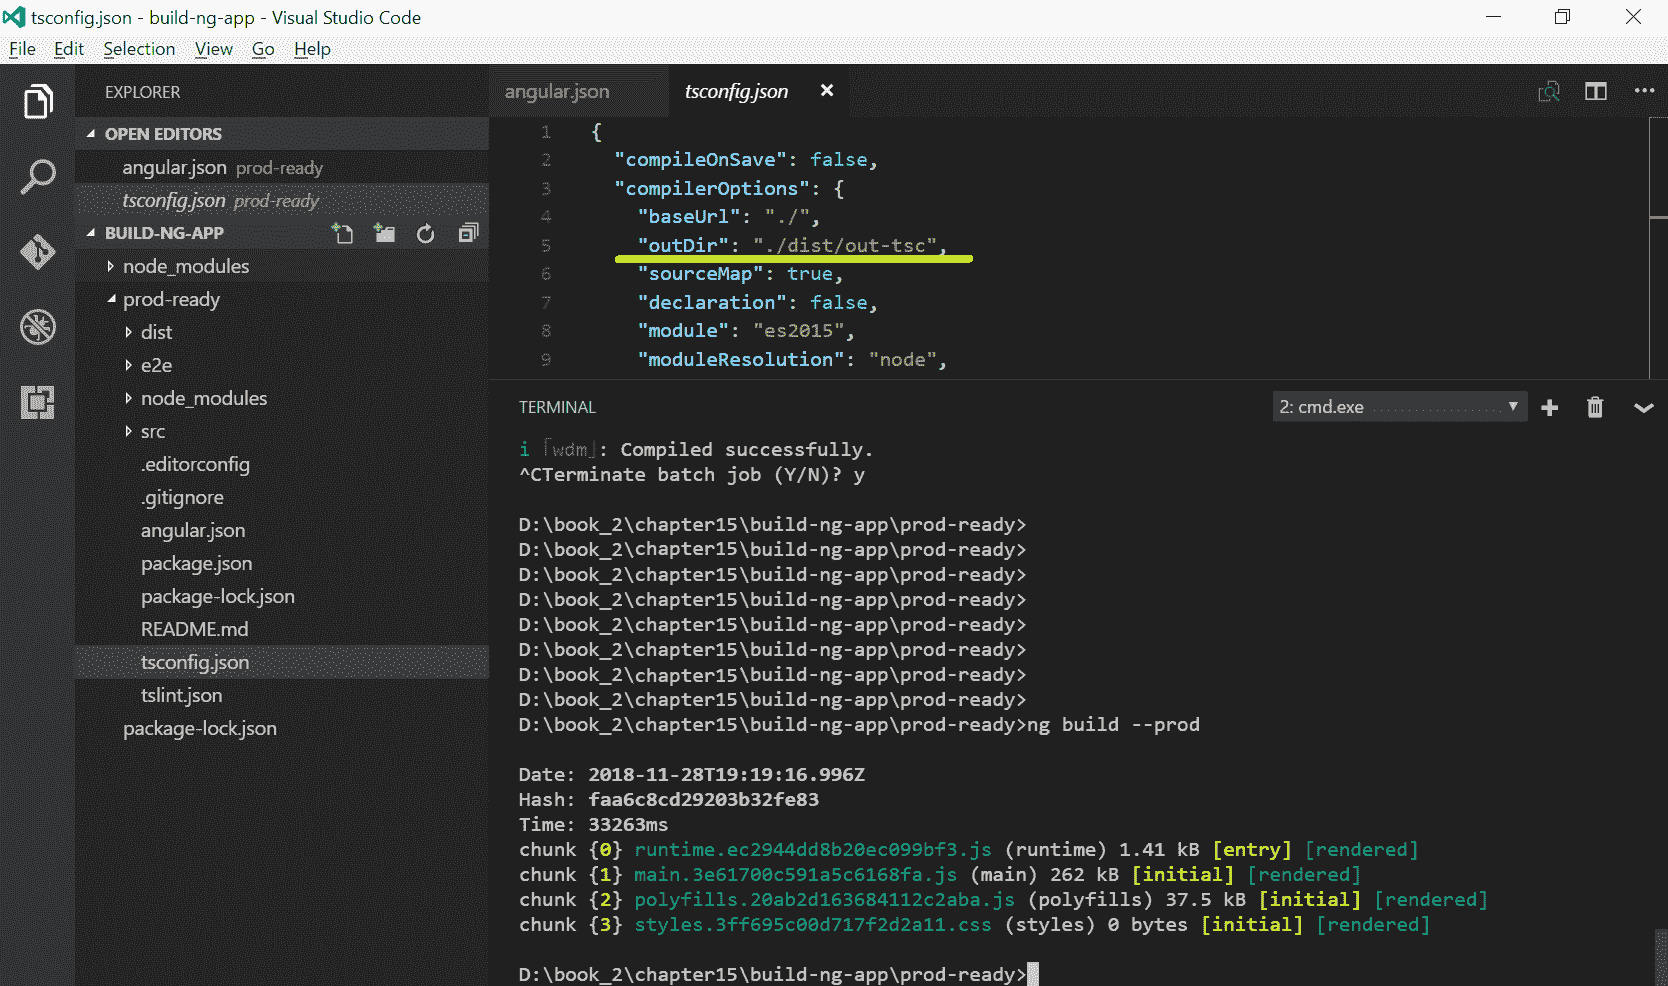 tsconfig.json - build-ng-app - Visual Studio Code
File Edit Selection View Go Help
EXPLORER
OPEN EDITORS
angular.json prod-ready
tsconfig.json prod-ready
BUILD-NG-APP
node_modules
prod-ready
dist
e2e
node_modules
src
.editorconfig
.gitignore
angular.json
package.json
package-lock.json
README.md
tsconfig.json
tslint.json
package-lock.json
angular.json tsconfig.json
1 {
2 "compileOnSave": false,
3 "compilerOptions": {
4 "baseUrl": "./",
5 "outDir": "./dist/out-tsc",
6 "sourceMap": true,
7 "declaration": false,
8 "module": "es2015",
9 "moduleResolution": "node",
TERMINAL
2: cmd.exe
i ｢wdm｣: Compiled successfully.
^CTerminate batch job (Y/N)? y
D:\book_2\chapter15\build-ng-app\prod-ready>
D:\book_2\chapter15\build-ng-app\prod-ready>
D:\book_2\chapter15\build-ng-app\prod-ready>
D:\book_2\chapter15\build-ng-app\prod-ready>
D:\book_2\chapter15\build-ng-app\prod-ready>
D:\book_2\chapter15\build-ng-app\prod-ready>
D:\book_2\chapter15\build-ng-app\prod-ready>
D:\book_2\chapter15\build-ng-app\prod-ready>
D:\book_2\chapter15\build-ng-app\prod-ready>ng build --prod
Date: 2018-11-28T19:19:16.996Z
Hash: faa6c8cd29203b32fe83
Time: 33263ms
chunk {0} runtime.ec2944dd8b20ec099bf3.js (runtime) 1.41 kB [entry] [rendered]
chunk {1} main.3e61700c591a5c6168fa.js (main) 262 kB [initial] [rendered]
chunk {2} polyfills.20ab2d163684112c2aba.js (polyfills) 37.5 kB [initial] [rendered]
chunk {3} styles.3ff695c00d717f2d2a11.css (styles) 0 bytes [initial] [rendered]
D:\book_2\chapter15\build-ng-app\prod-ready>